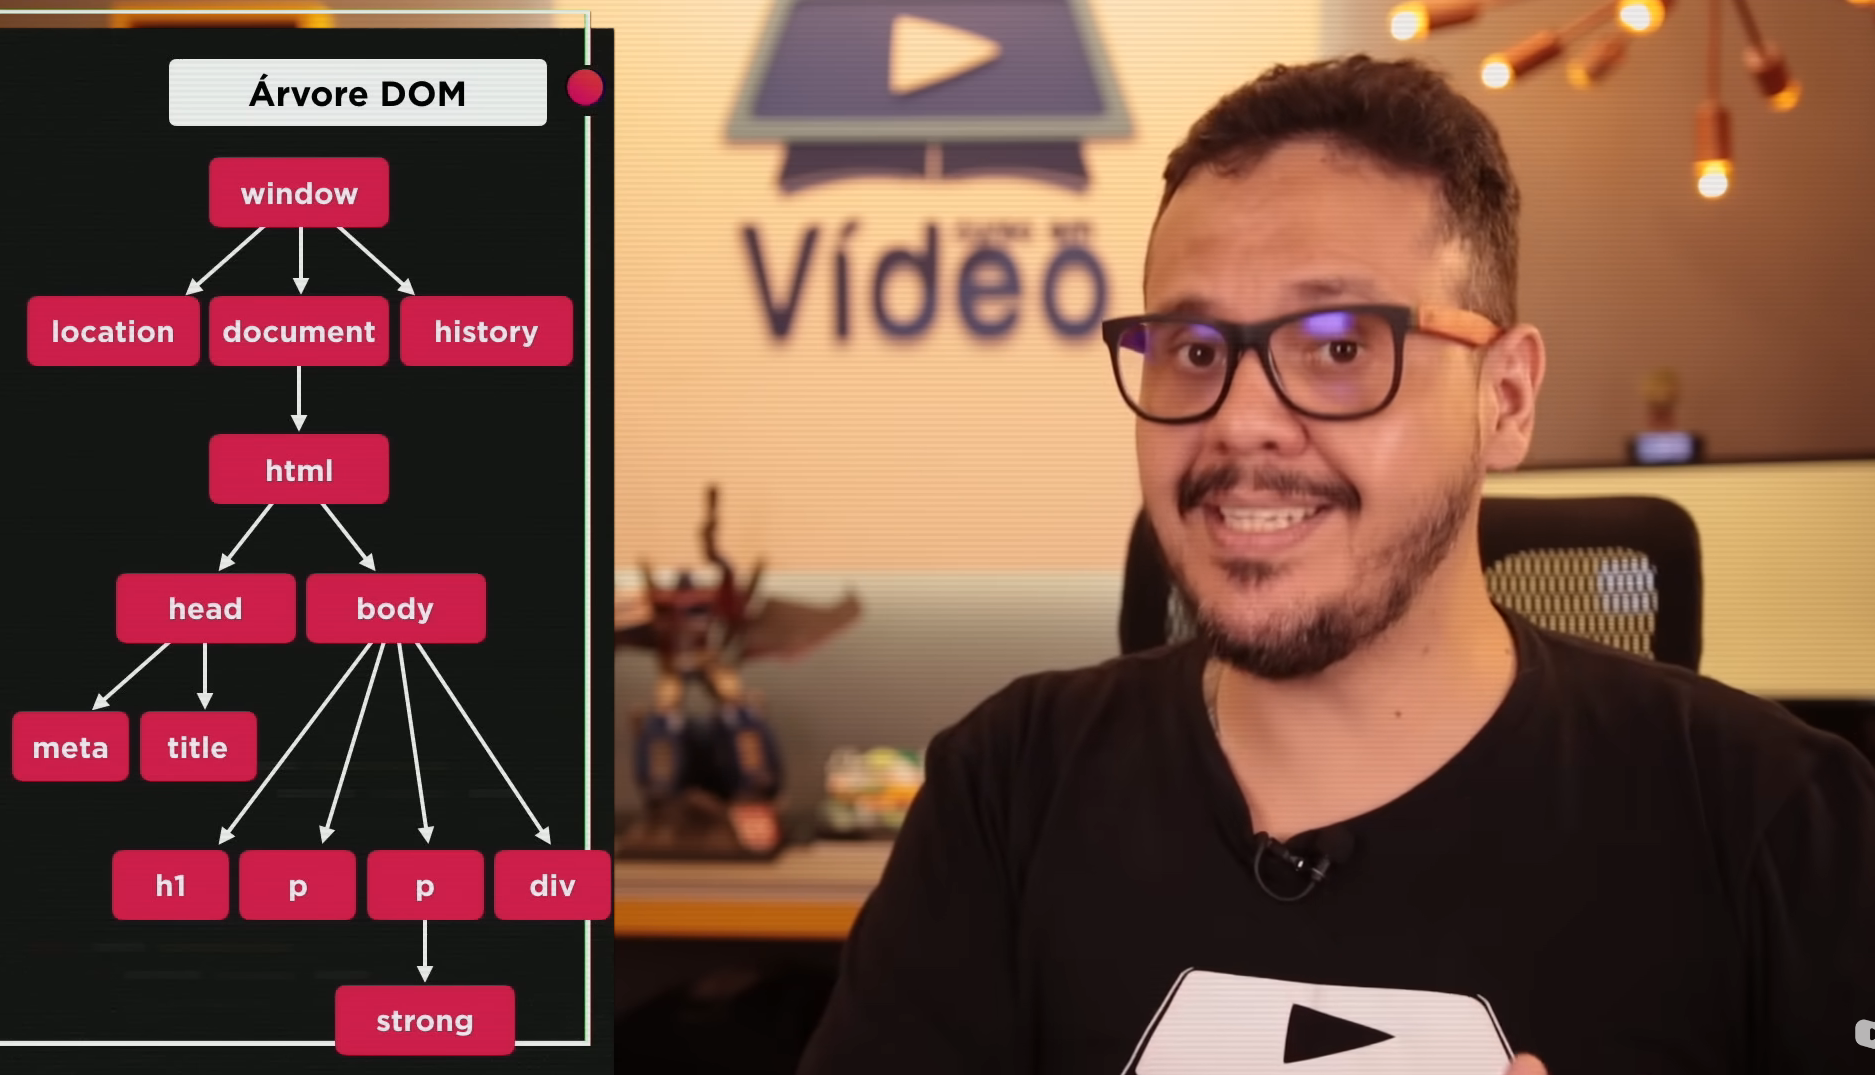 Árvore DOM
window
location
document
history
html
head
body
meta
title
h1
p
p
div
strong
Vídeo